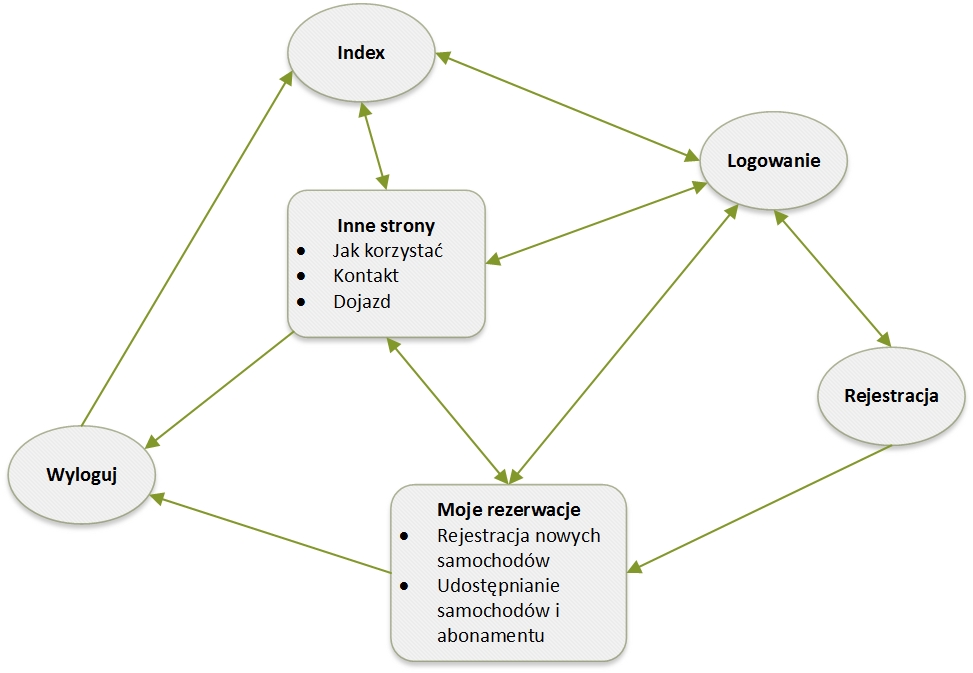 Index
Logowanie
Inne strony
• Jak korzystać
• Kontakt
• Dojazd
Rejestracja
Wyloguj
Moje rezerwacje
• Rejestracja nowych
samochodów
• Udostępnianie
samochodów i
abonamentu